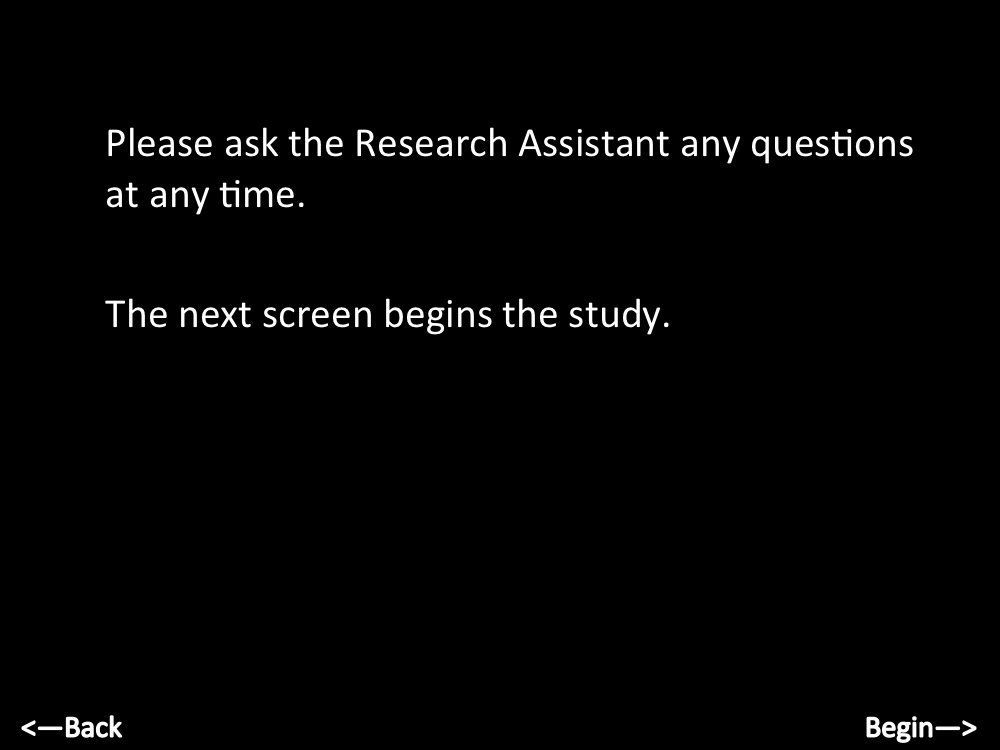 Please ask the Research Assistant any questions
at any time.
The next screen begins the study.
<—Back
Begin—>